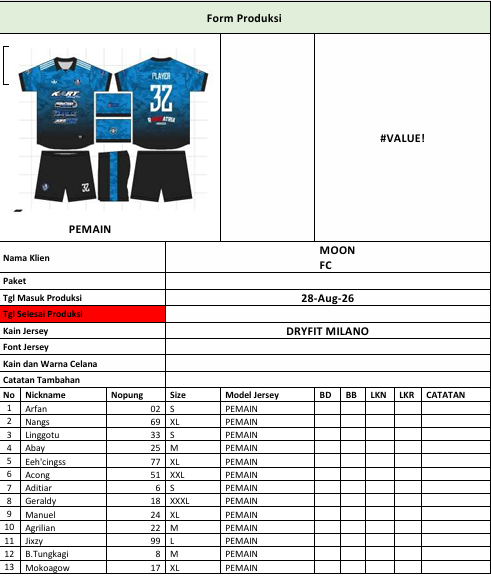 Form Produksi
PLAYER
32
32
#VALUE!
PEMAIN
Nama Klien MOON
FC
Paket
Tgl Masuk Produksi 28-Aug-26
Tgl Selesai Produksi
Kain Jersey DRYFIT MILANO
Font Jersey
Kain dan Warna Celana
Catatan Tambahan
No Nickname Nopung Size Model Jersey BD BB LKN LKR CATATAN
1 Arfan 02 S PEMAIN
2 Nangs 69 XL PEMAIN
3 Linggotu 33 S PEMAIN
4 Abay 25 M PEMAIN
5 Eeh'cingss 77 XL PEMAIN
6 Acong 51 XXL PEMAIN
7 Aditiar 6 S PEMAIN
8 Geraldy 18 XXXL PEMAIN
9 Manuel 24 XL PEMAIN
10 Agrilian 22 M PEMAIN
11 Jixzy 99 L PEMAIN
12 B.Tungkagi 8 M PEMAIN
13 Mokoagow 17 XL PEMAIN